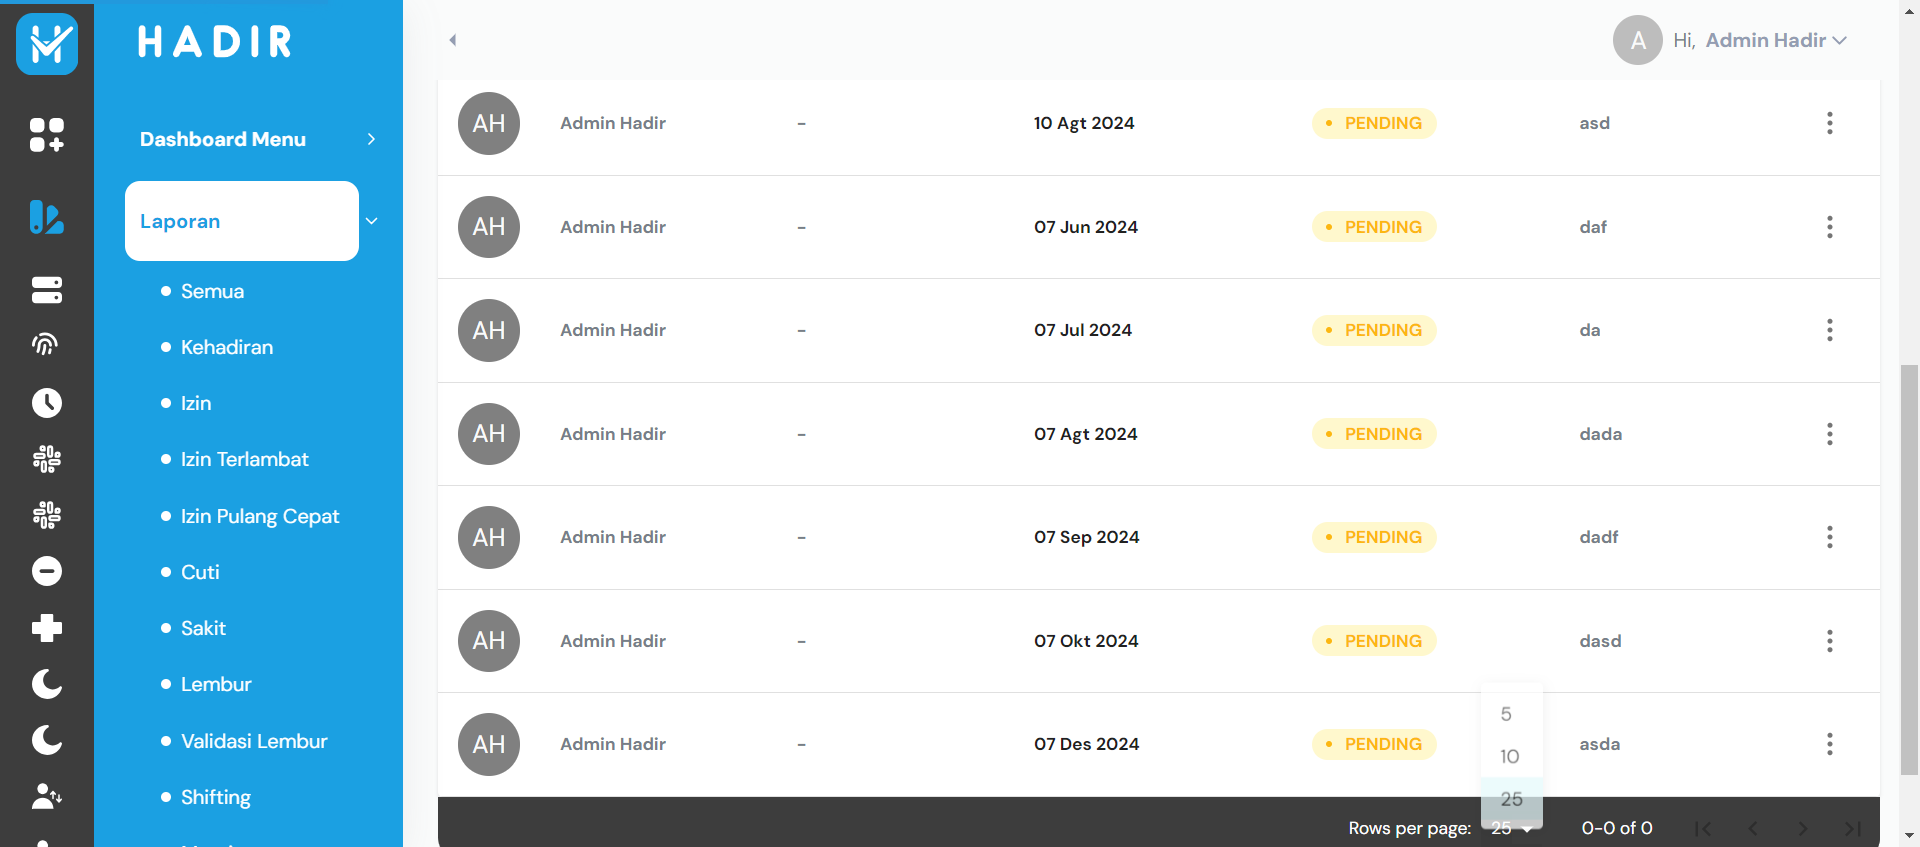 HADIR
Dashboard Menu
Laporan
Semua
Kehadiran
Izin
Izin Terlambat
Izin Pulang Cepat
Cuti
Sakit
Lembur
Validasi Lembur
Shifting
A Hi, Admin Hadir
AH Admin Hadir - 10 Agt 2024 • PENDING asd
AH Admin Hadir - 07 Jun 2024 • PENDING daf
AH Admin Hadir - 07 Jul 2024 • PENDING da
AH Admin Hadir - 07 Agt 2024 • PENDING dada
AH Admin Hadir - 07 Sep 2024 • PENDING dadf
AH Admin Hadir - 07 Okt 2024 • PENDING dasd
AH Admin Hadir - 07 Des 2024 • PENDING asda
5
10
25
Rows per page: 25 0-0 of 0